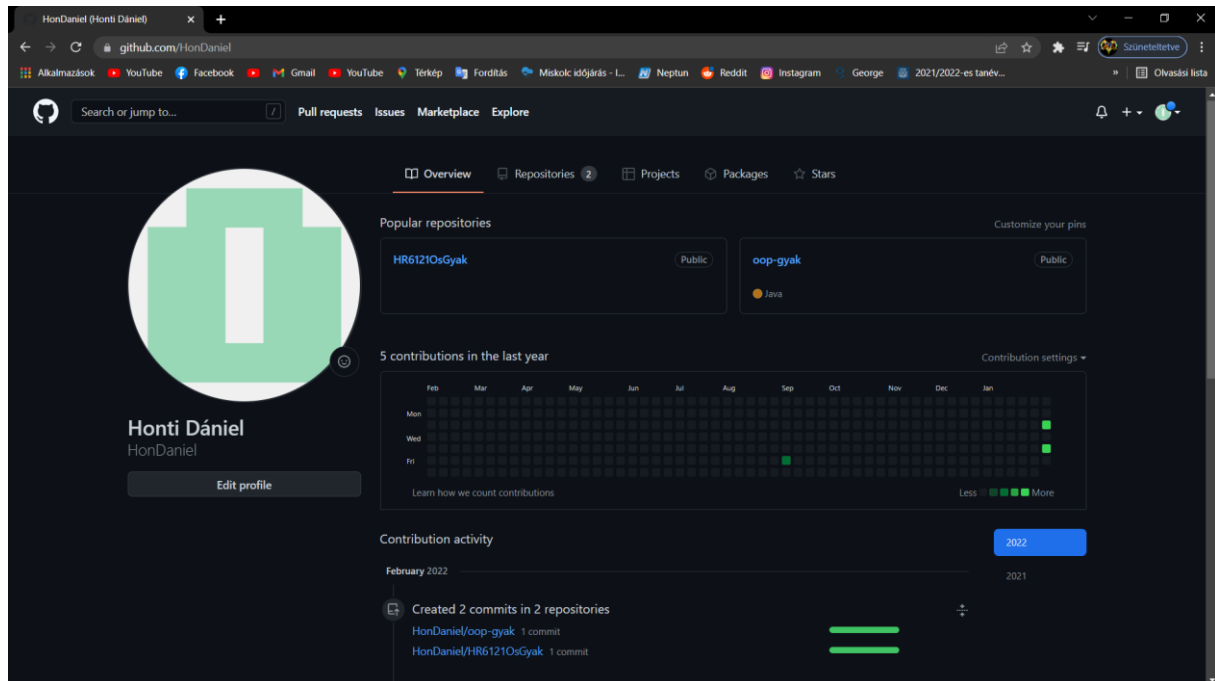 HonDaniel (Honti Dániel)
github.com/HonDaniel
Szüneteltetve
Alkalmazások YouTube Facebook Gmail YouTube Térkép Fordítás Miskolc időjárás - I... Neptun Reddit Instagram George 2021/2022-es tanév... » Olvasási lista
Search or jump to... / Pull requests Issues Marketplace Explore
Overview Repositories 2 Projects Packages Stars
Popular repositories Customize your pins
HR6121OsGyak Public oop-gyak Public
Java
5 contributions in the last year Contribution settings
Feb Mar Apr May Jun Jul Aug Sep Oct Nov Dec Jan
Mon
Wed
Fri
Learn how we count contributions Less More
Honti Dániel
HonDaniel
Edit profile
Contribution activity 2022
February 2022 2021
Created 2 commits in 2 repositories
HonDaniel/oop-gyak 1 commit
HonDaniel/HR6121OsGyak 1 commit